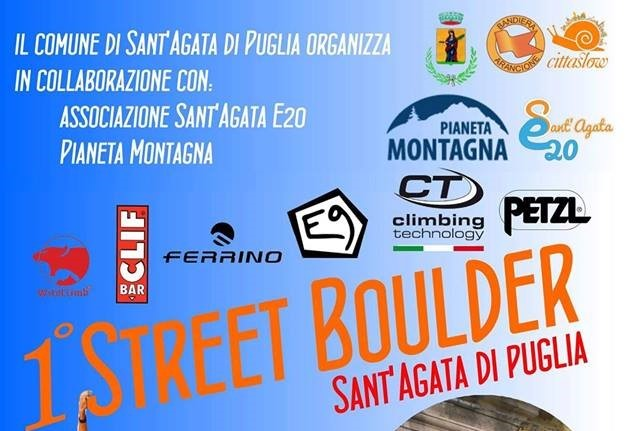 IL COMUNE DI SANT'AGATA DI PUGLIA ORGANIZZA
IN COLLABORAZIONE CON:
ASSOCIAZIONE SANT'AGATA E20
PIANETA MONTAGNA
BANDIERA
ARANCIONE
cittaslow
PIANETA
MONTAGNA
Sant'Agata
e20
CT
climbing
technology
PETZL
E9
FERRINO
CLIF
BAR
WildClimb
1° STREET BOULDER
SANT'AGATA DI PUGLIA